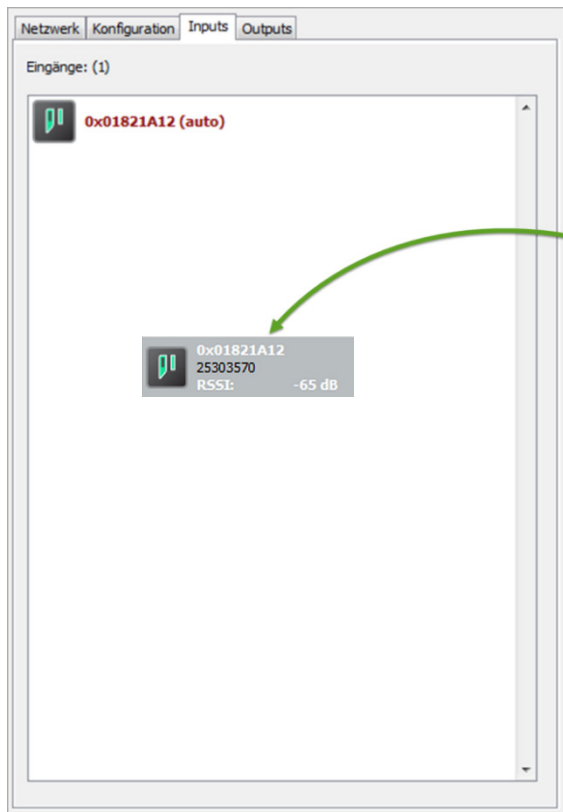 Netzwerk Konfiguration Inputs Outputs
Eingänge: (1)
0x01821A12 (auto)
0x01821A12
25303570
RSSI: -65 dB